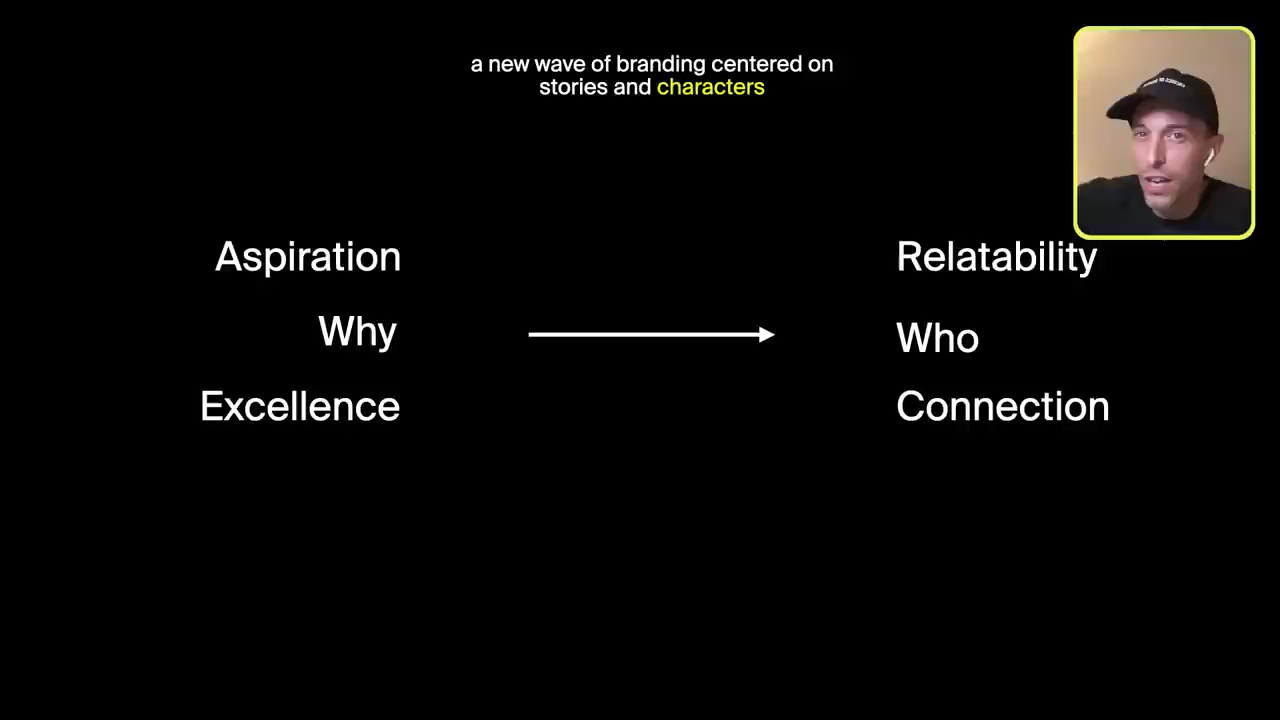 a new wave of branding centered on
stories and characters
Aspiration
Relatability
Why
Who
Excellence
Connection